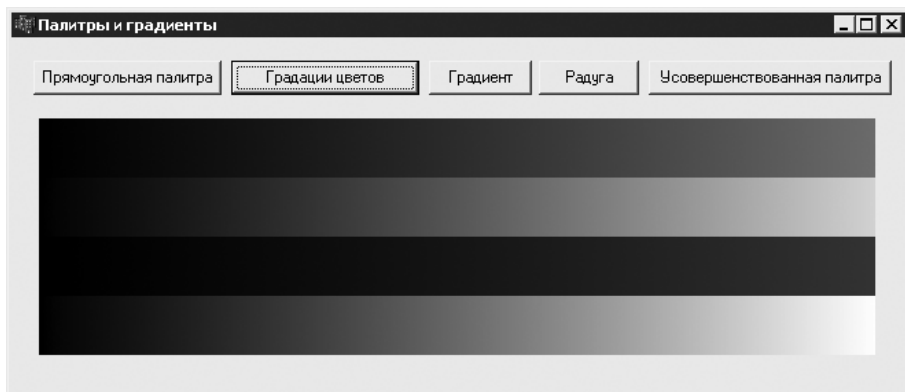 Палитры и градиенты
Прямоугольная палитра Градации цветов Градиент Радуга Усовершенствованная палитра